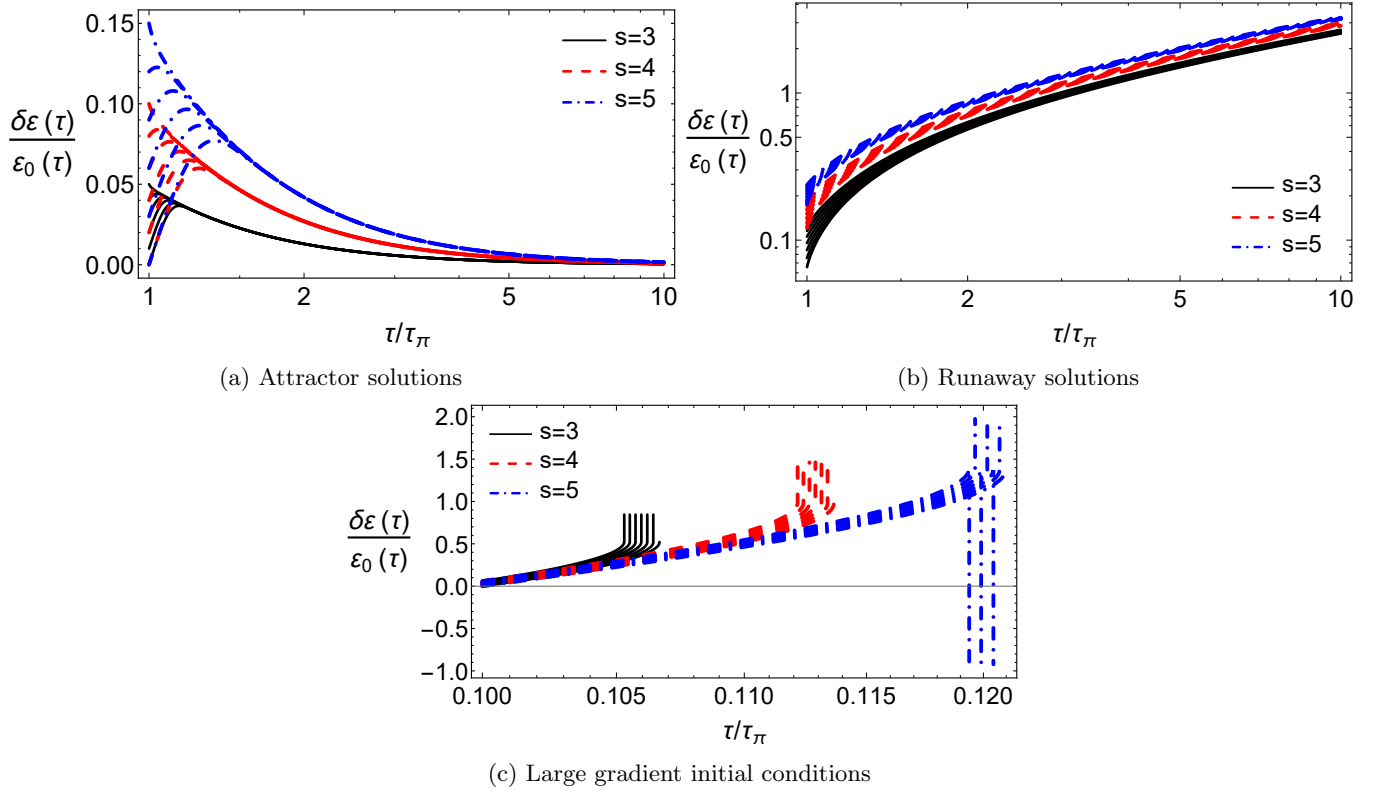 0.15
0.10
0.05
0.00
δε(τ)
ε₀(τ)
s=3
s=4
s=5
1
2
5
10
τ/τ_π
(a) Attractor solutions
1
0.5
0.1
δε(τ)
ε₀(τ)
s=3
s=4
s=5
1
2
5
10
τ/τ_π
(b) Runaway solutions
2.0
1.5
1.0
0.5
0.0
−0.5
−1.0
δε(τ)
ε₀(τ)
s=3
s=4
s=5
0.100
0.105
0.110
0.115
0.120
τ/τ_π
(c) Large gradient initial conditions